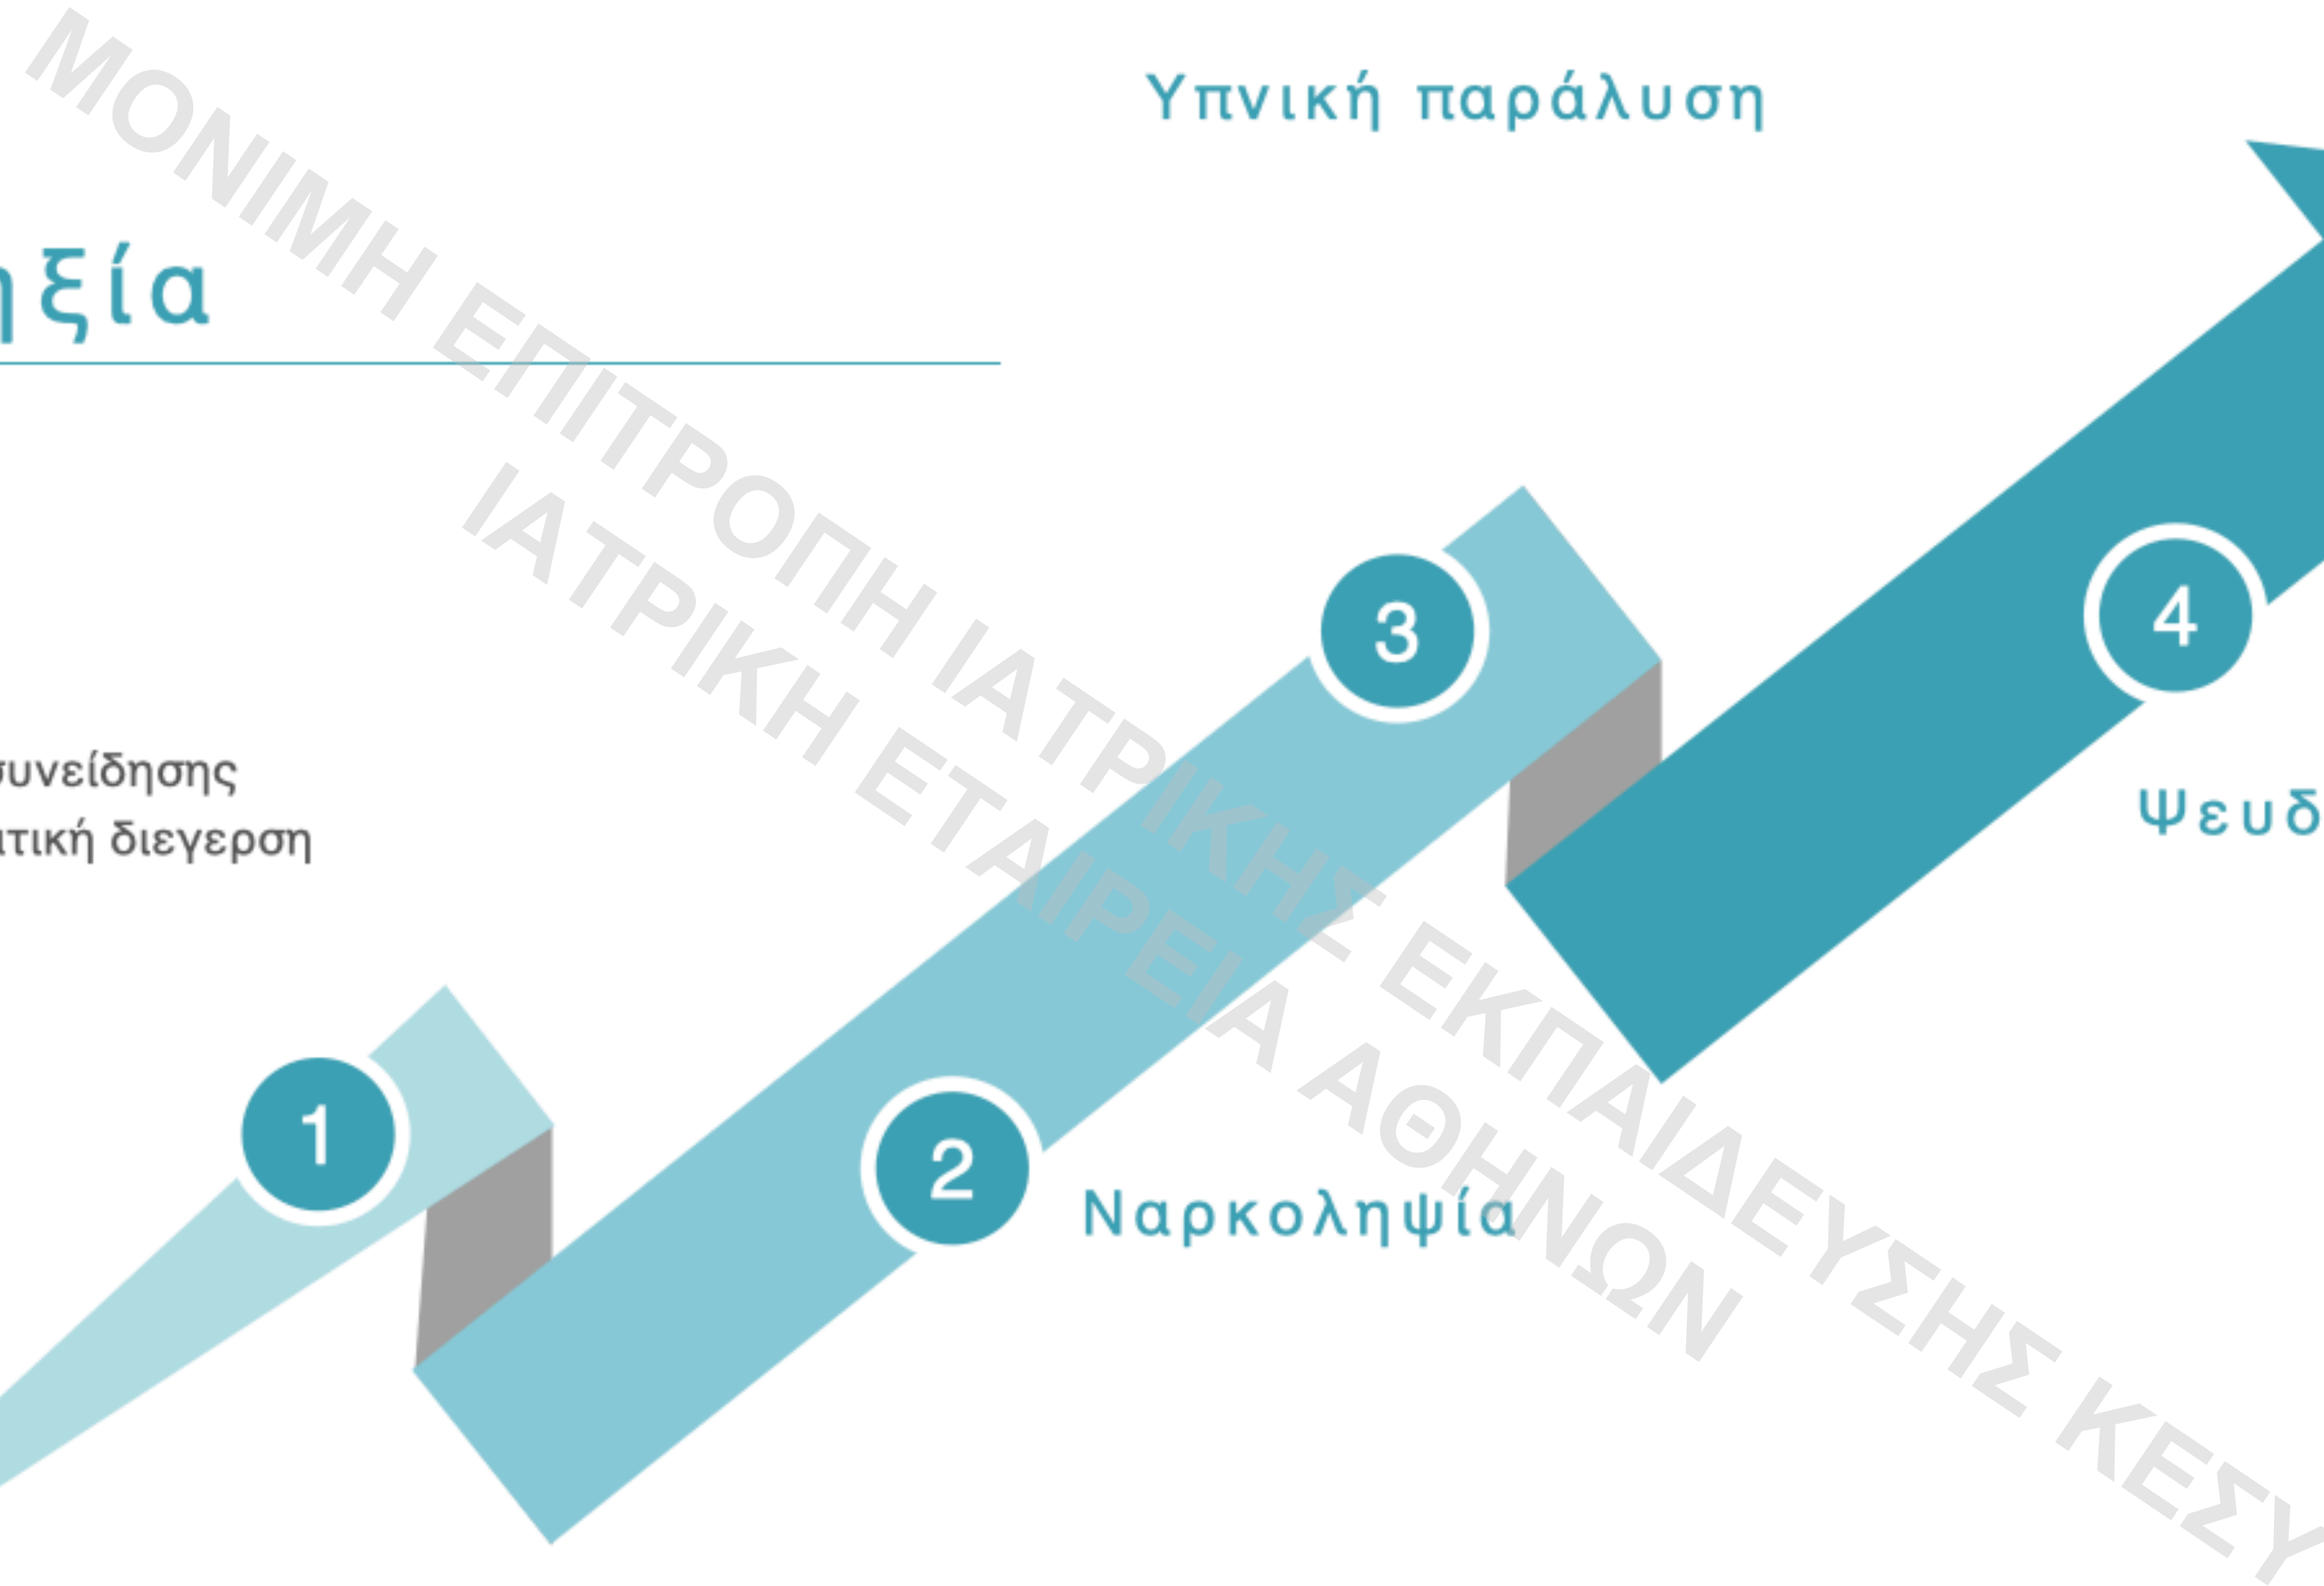 Υπνική παράλυση
ηξία
συνείδησης
ιτική διεγερση
3
4
Ψευδ
1
2
Ναρκοληψία
ΜΟΝΙΜΗ ΕΠΙΤΡΟΠΗ ΙΑΤΡΙΚΗΣ ΕΚΠΑΙΔΕΥΣΗΣ ΚΕΣΥ
ΙΑΤΡΙΚΗ ΕΤΑΙΡΕΙΑ ΑΘΗΝΩΝ